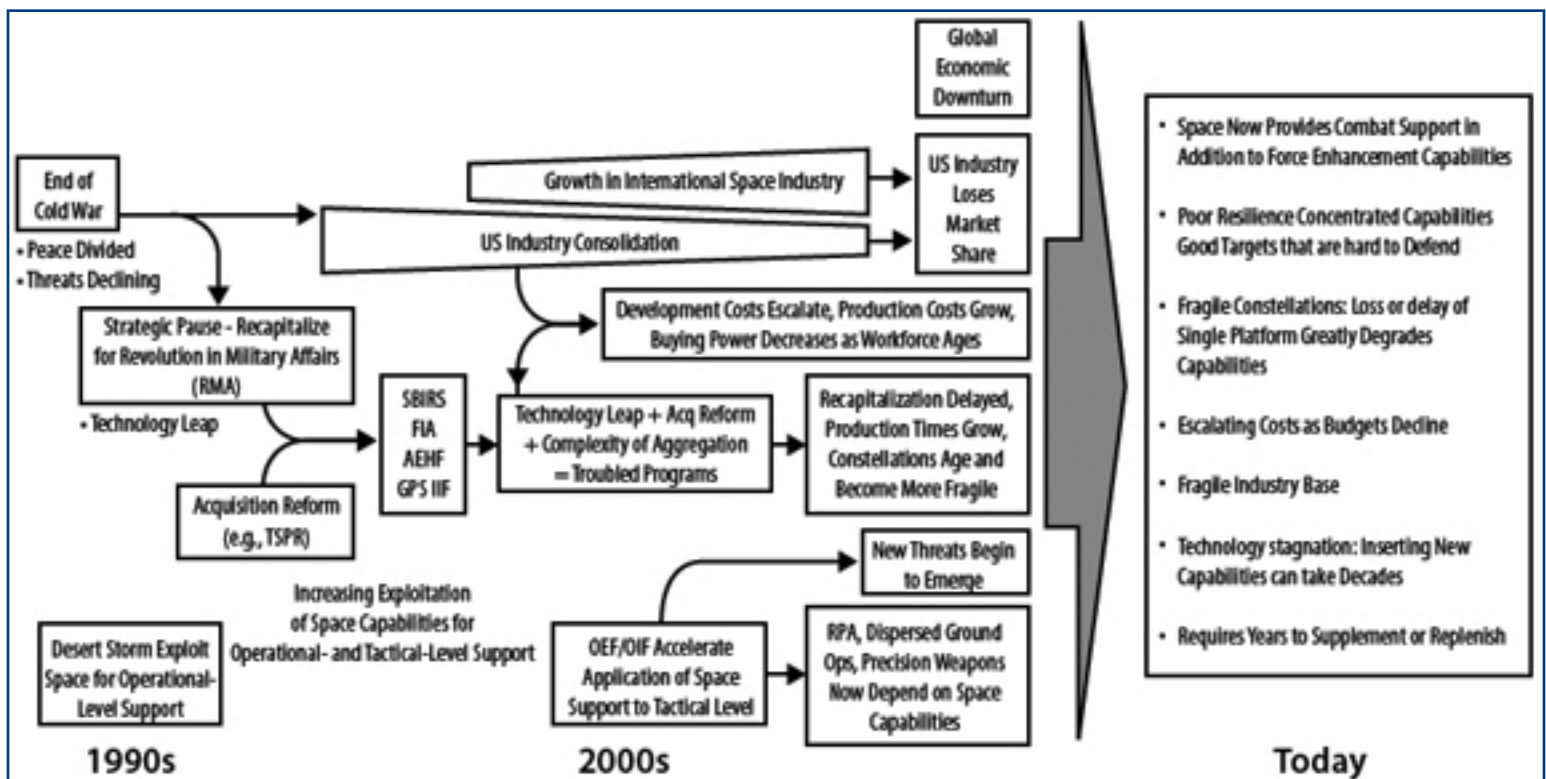 Global
Economic
Downturn
End of
Cold War
• Peace Divided
• Threats Declining
Growth in International Space Industry
US Industry Consolidation
US Industry
Loses
Market
Share
Strategic Pause - Recapitalize
for Revolution in Military Affairs
(RMA)
• Technology Leap
Development Costs Escalate, Production Costs Grow,
Buying Power Decreases as Workforce Ages
Acquisition Reform
(e.g., TSPR)
SBIRS
FIA
AEHF
GPS IIF
Technology Leap + Acq Reform
+ Complexity of Aggregation
= Troubled Programs
Recapitalization Delayed,
Production Times Grow,
Constellations Age and
Become More Fragile
New Threats Begin
to Emerge
Increasing Exploitation
of Space Capabilities for
Operational- and Tactical-Level Support
Desert Storm Exploit
Space for Operational-
Level Support
OEF/OIF Accelerate
Application of Space
Support to Tactical Level
RPA, Dispersed Ground
Ops, Precision Weapons
Now Depend on Space
Capabilities
• Space Now Provides Combat Support in
Addition to Force Enhancement Capabilities
• Poor Resilience Concentrated Capabilities
Good Targets that are hard to Defend
• Fragile Constellations: Loss or delay of
Single Platform Greatly Degrades
Capabilities
• Escalating Costs as Budgets Decline
• Fragile Industry Base
• Technology stagnation: Inserting New
Capabilities can take Decades
• Requires Years to Supplement or Replenish
1990s
2000s
Today